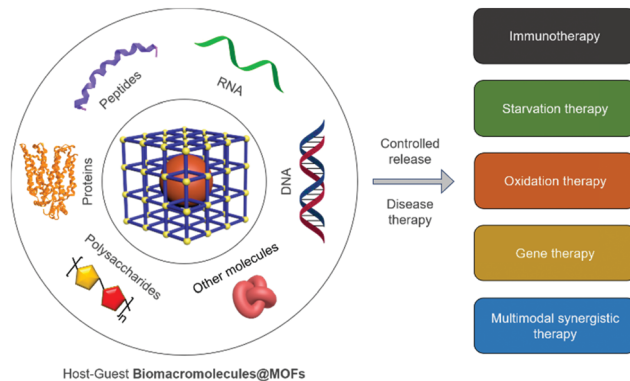 Peptides
RNA
Proteins
DNA
Polysaccharides
n
Other molecules
Host-Guest Biomacromolecules@MOFs
Controlled
release
Disease
therapy
Immunotherapy
Starvation therapy
Oxidation therapy
Gene therapy
Multimodal synergistic
therapy